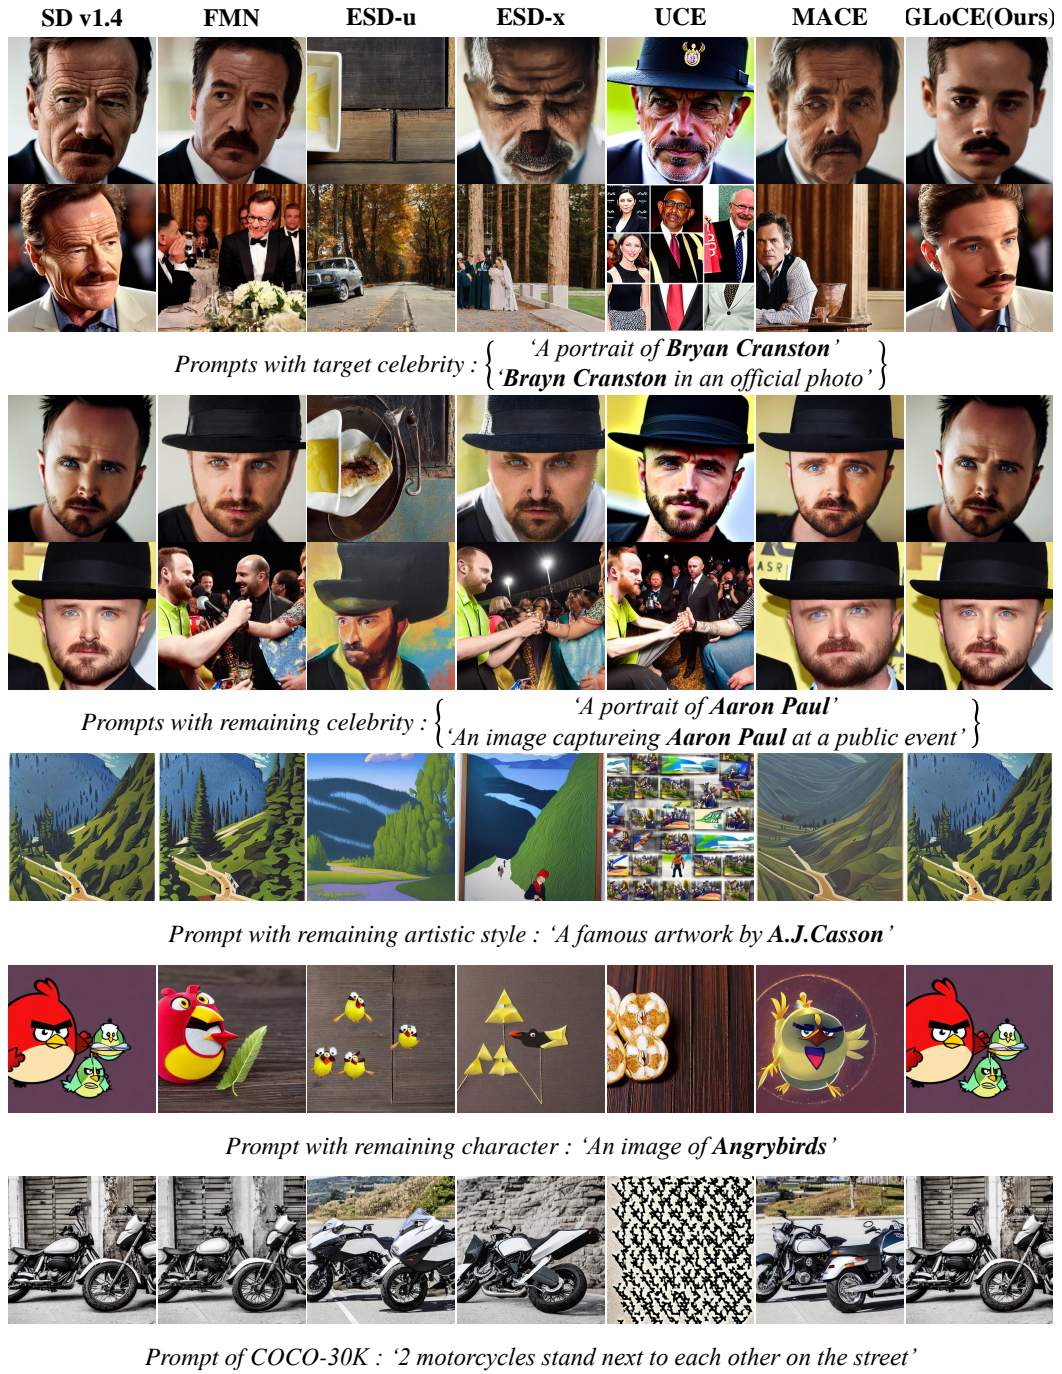 SD v1.4 FMN ESD-u ESD-x UCE MACE GLoCE(Ours)
Prompts with target celebrity : { ‘A portrait of Bryan Cranston’
‘Brayn Cranston in an official photo’ }
Prompts with remaining celebrity : { ‘A portrait of Aaron Paul’
‘An image captureing Aaron Paul at a public event’ }
Prompt with remaining artistic style : ‘A famous artwork by A.J.Casson’
Prompt with remaining character : ‘An image of Angrybirds’
Prompt of COCO-30K : ‘2 motorcycles stand next to each other on the street’